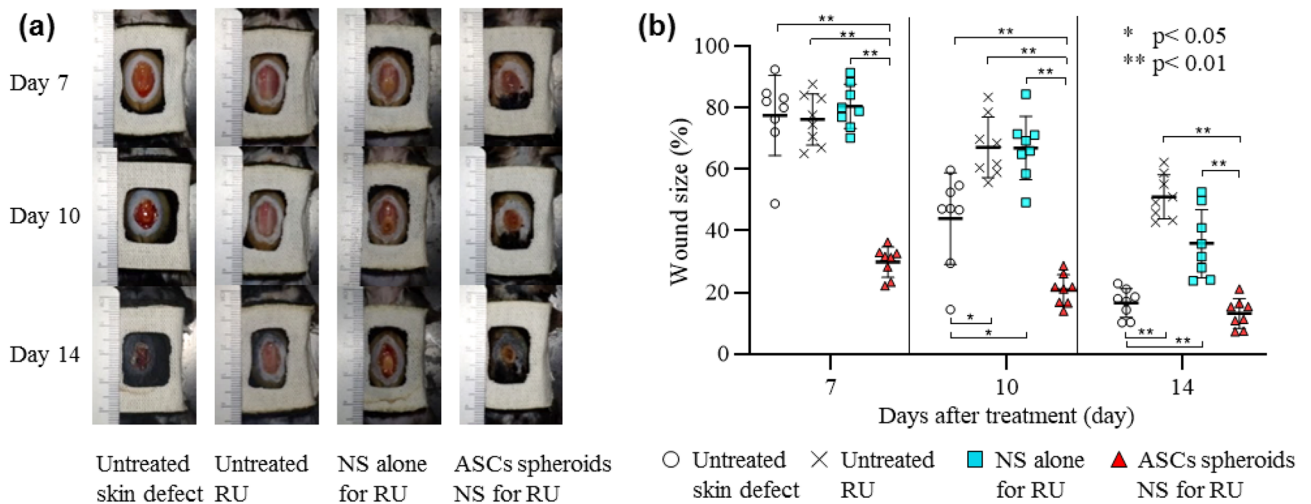 (a)
Day 7
Day 10
Day 14
Untreated
skin defect
Untreated
RU
NS alone
for RU
ASCs spheroids
NS for RU
(b)
* p< 0.05
** p< 0.01
Wound size (%)
100
80
60
40
20
0
**
**
**
**
**
**
*
*
**
**
**
**
7
10
14
Days after treatment (day)
Untreated
skin defect
Untreated
RU
NS alone
for RU
ASCs spheroids
NS for RU